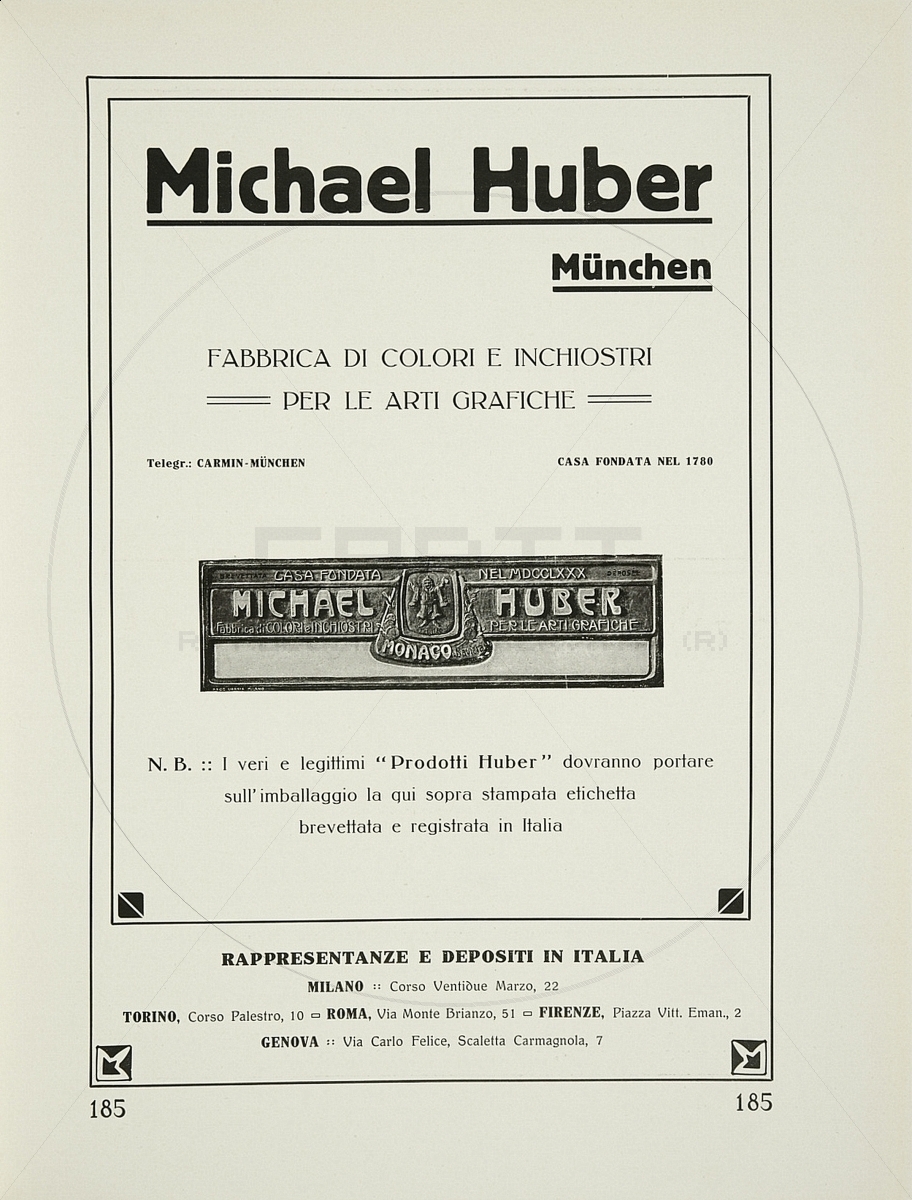 Michael Huber
München
FABBRICA DI COLORI E INCHIOSTRI
PER LE ARTI GRAFICHE
Telegr.: CARMIN-MÜNCHEN CASA FONDATA NEL 1780
BREVETTATA CASA FONDATA NEL MDCCLXXX DEPOSTA
MICHAEL HUBER
Fabbrica di COLORI e INCHIOSTRI PER LE ARTI GRAFICHE
MONACO
N. B. :: I veri e legittimi “Prodotti Huber” dovranno portare
sull'imballaggio la qui sopra stampata etichetta
brevettata e registrata in Italia
RAPPRESENTANZE E DEPOSITI IN ITALIA
MILANO :: Corso Ventidue Marzo, 22
TORINO, Corso Palestro, 10 ▭ ROMA, Via Monte Brianzo, 51 ▭ FIRENZE, Piazza Vitt. Eman., 2
GENOVA :: Via Carlo Felice, Scaletta Carmagnola, 7
185 185